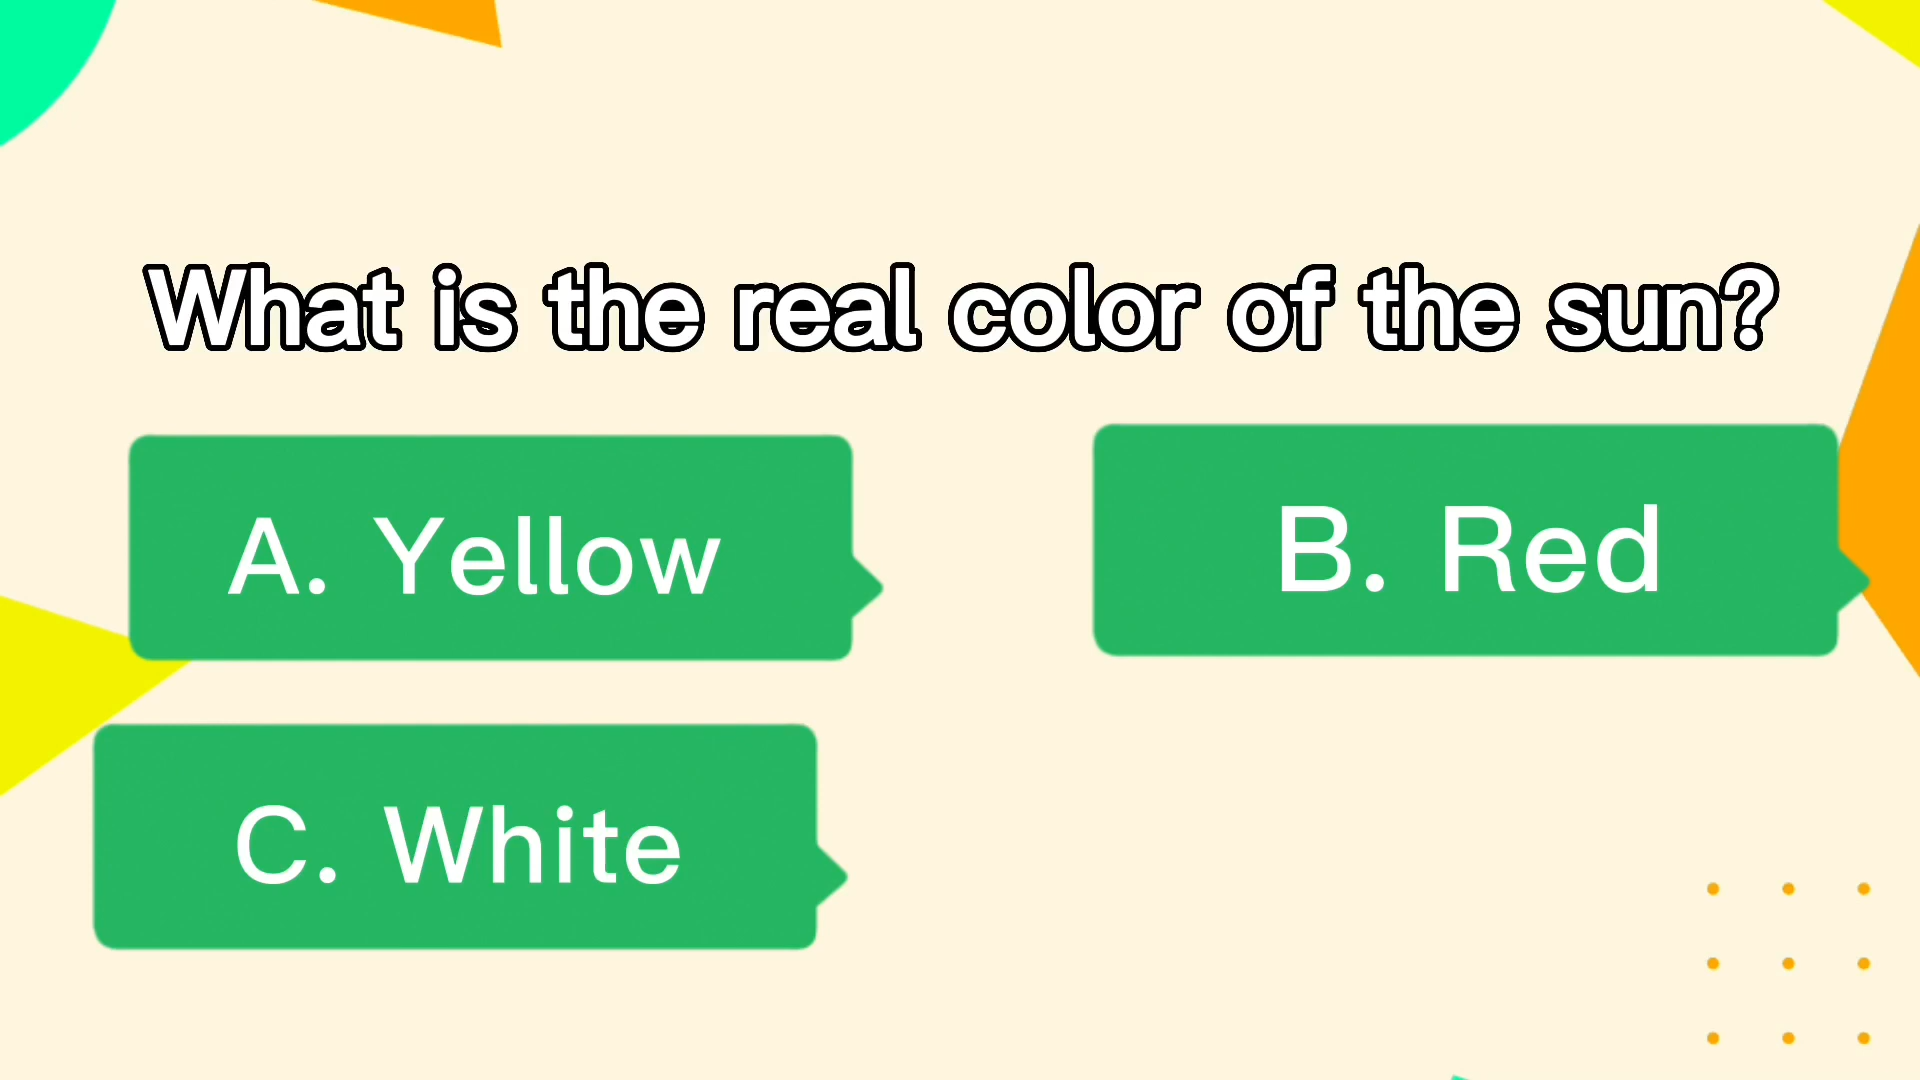 What is the real color of the sun?
A. Yellow
B. Red
C. White